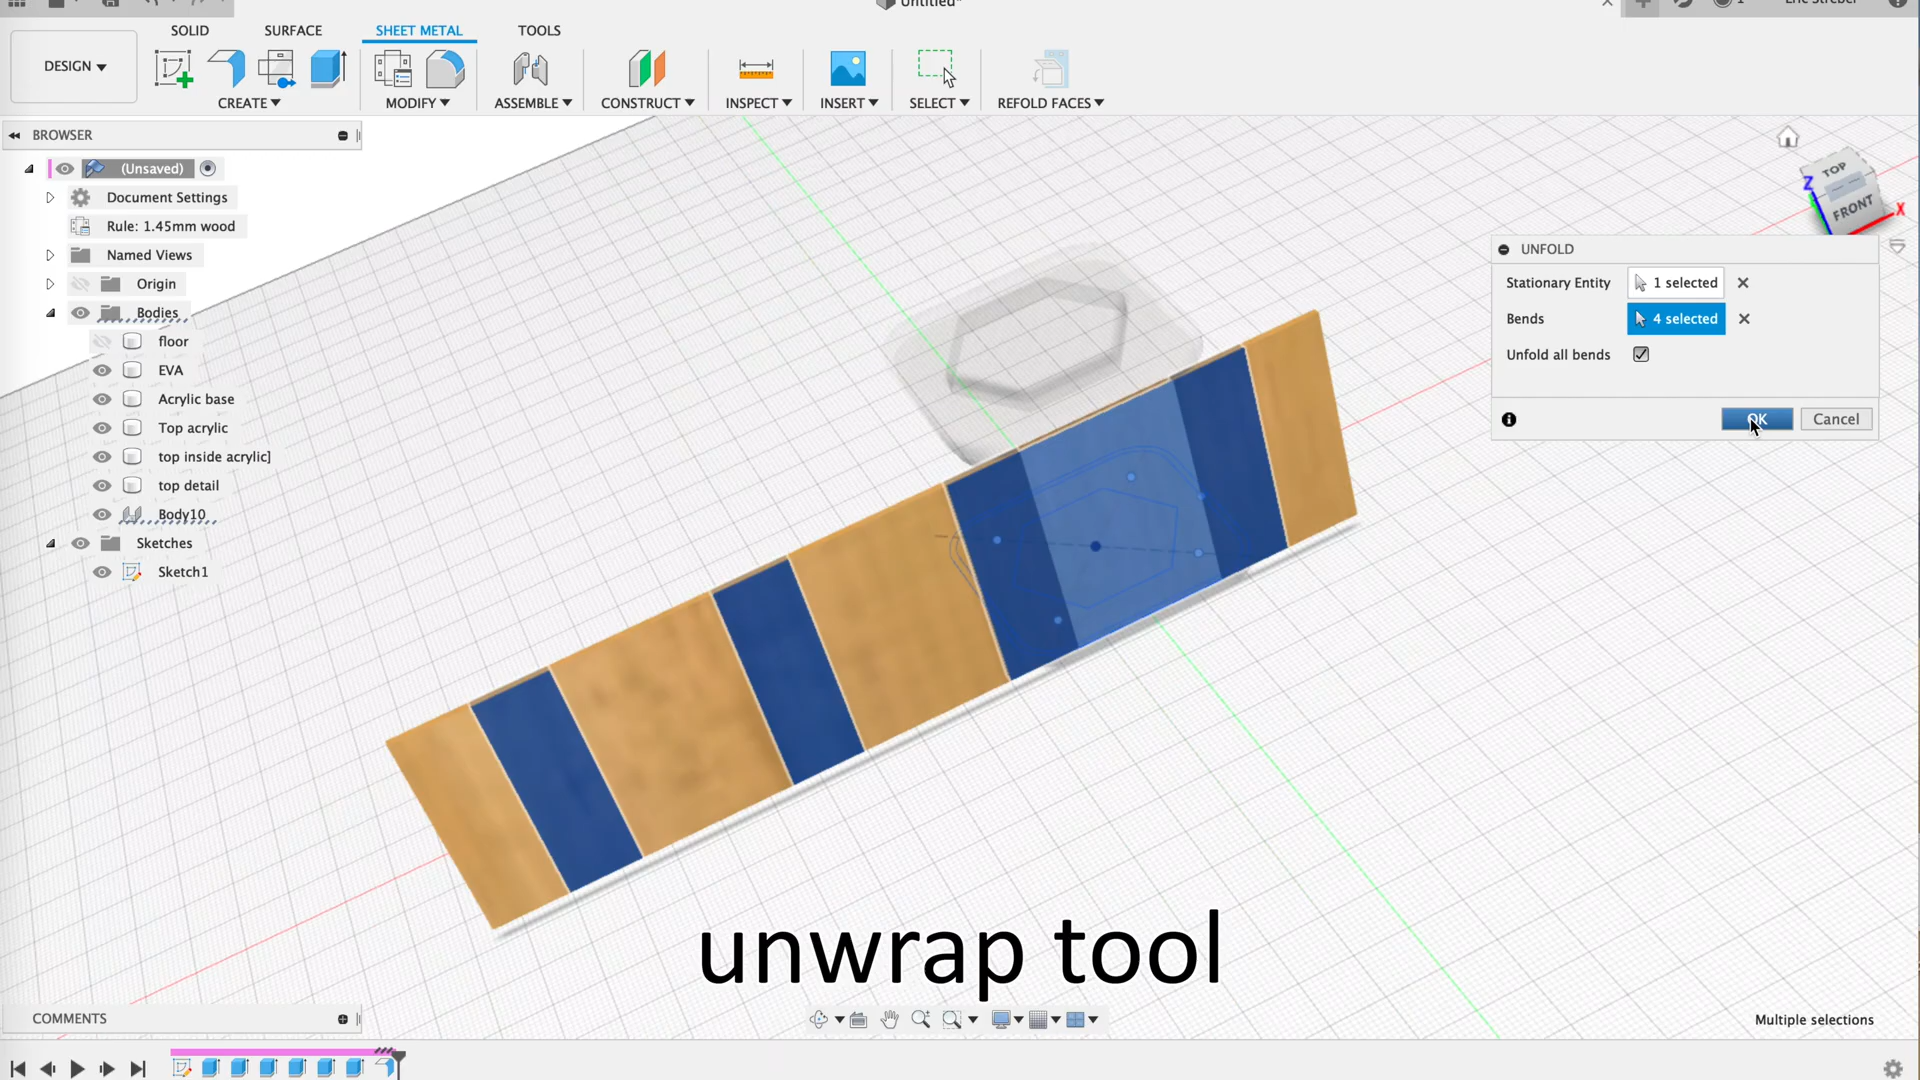 Untitled*
1
Eric Strebel
SOLID
SURFACE
SHEET METAL
TOOLS
DESIGN
CREATE
MODIFY
ASSEMBLE
CONSTRUCT
INSPECT
INSERT
SELECT
REFOLD FACES
BROWSER
(Unsaved)
Document Settings
Rule: 1.45mm wood
Named Views
Origin
Bodies
floor
EVA
Acrylic base
Top acrylic
top inside acrylic]
top detail
Body10
Sketches
Sketch1
TOP
FRONT
Z
X
UNFOLD
Stationary Entity
1 selected
Bends
4 selected
Unfold all bends
OK
Cancel
unwrap tool
COMMENTS
Multiple selections